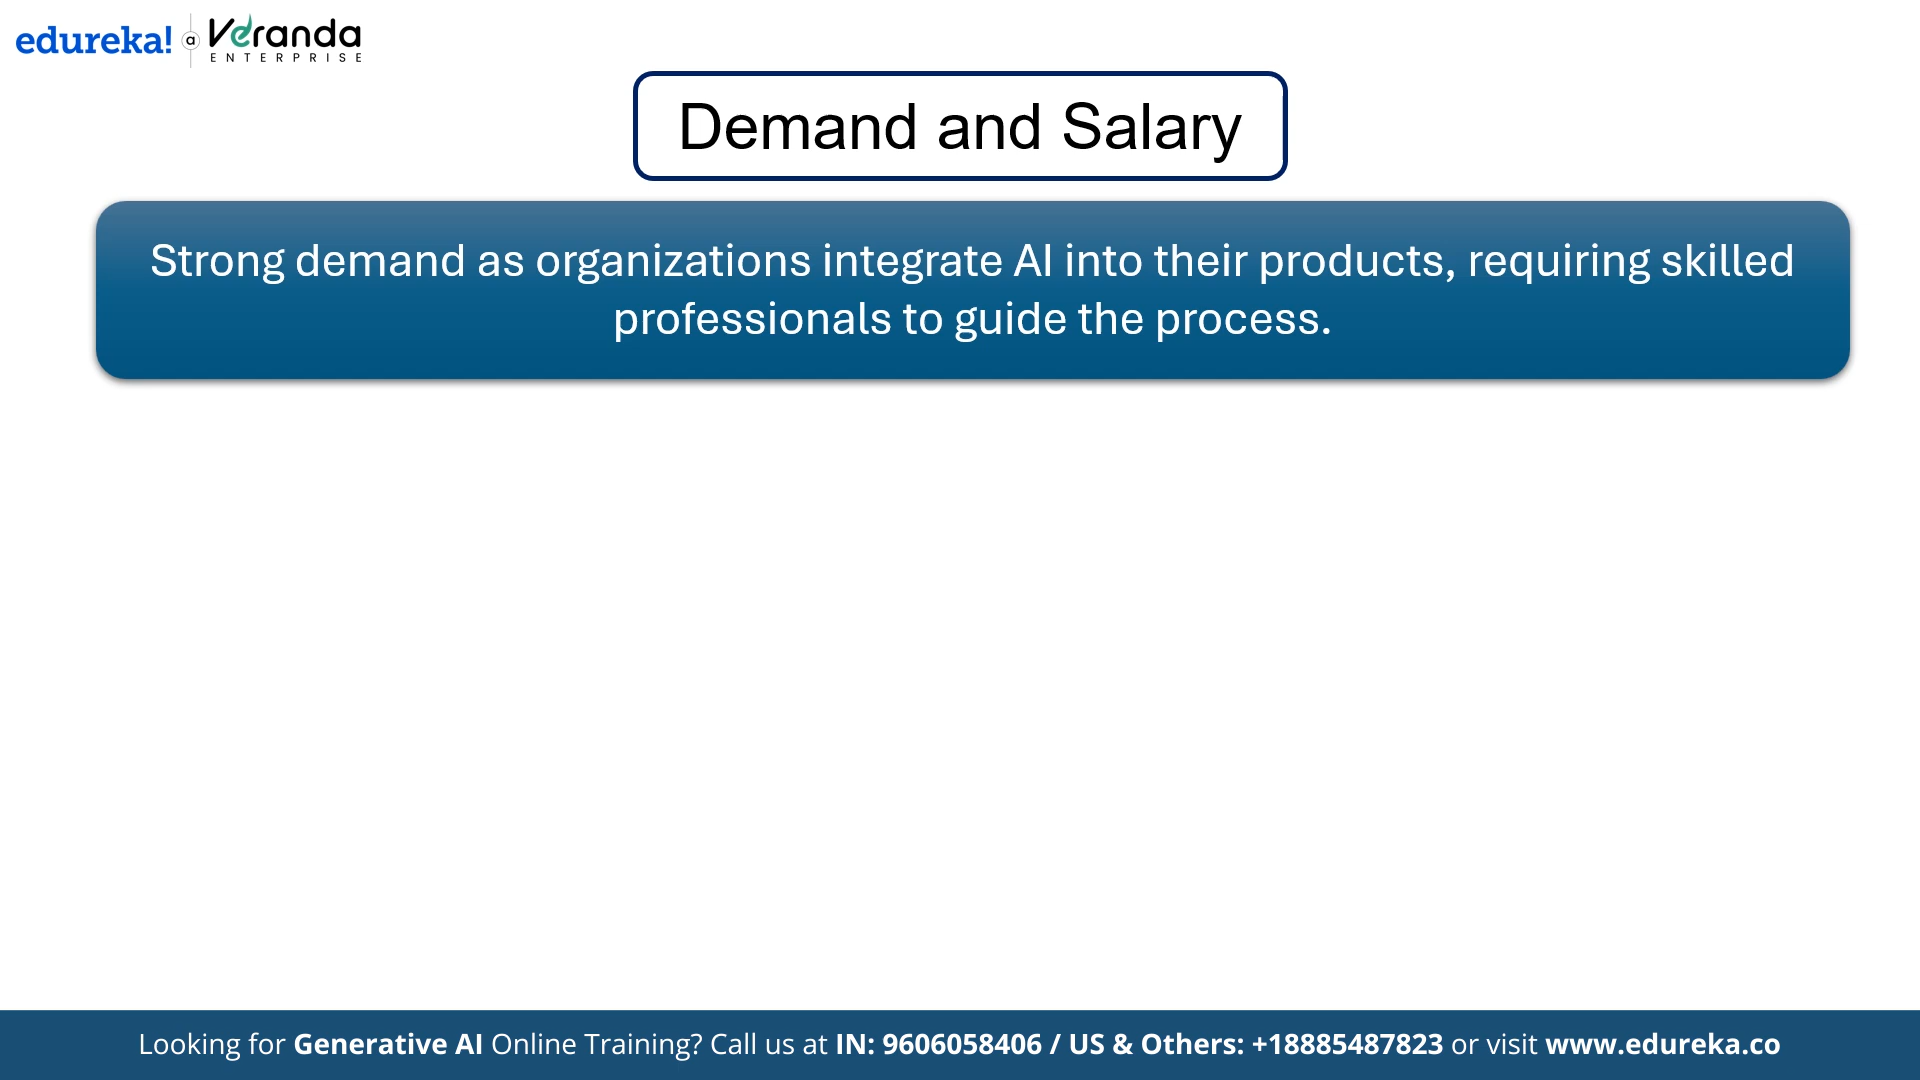 edureka! a Veranda
ENTERPRISE
Demand and Salary
Strong demand as organizations integrate AI into their products, requiring skilled
professionals to guide the process.
Looking for Generative AI Online Training? Call us at IN: 9606058406 / US & Others: +18885487823 or visit www.edureka.co